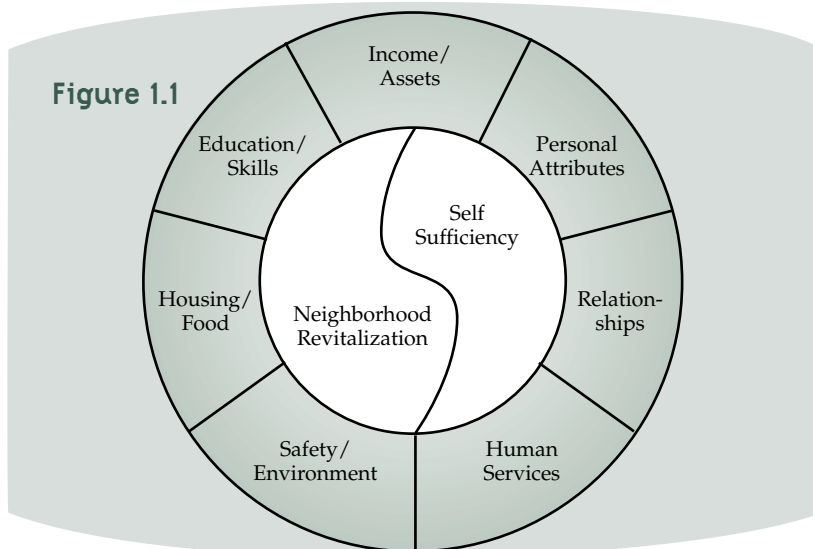 Figure 1.1
Income/
Assets
Personal
Attributes
Relation-
ships
Human
Services
Safety/
Environment
Housing/
Food
Education/
Skills
Self
Sufficiency
Neighborhood
Revitalization